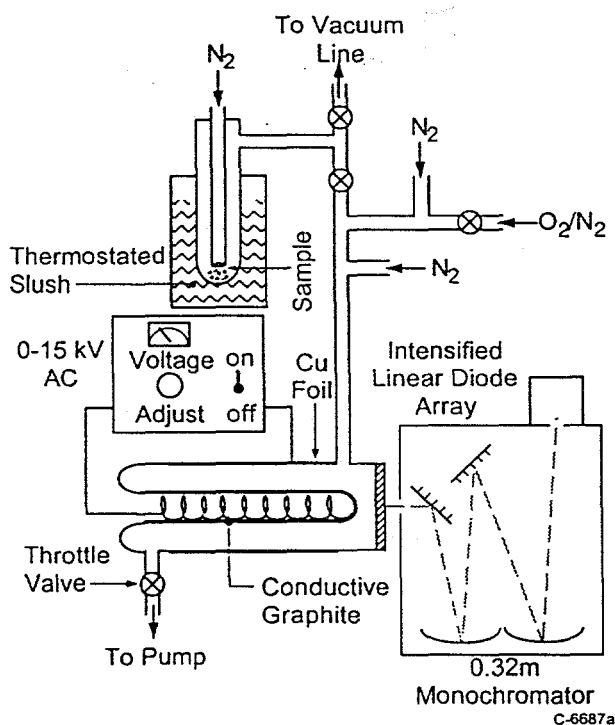 To Vacuum
Line
N2
N2
O2/N2
N2
Thermostated
Slush
Sample
0-15 kV
AC
Voltage
on
Adjust
off
Cu
Foil
Intensified
Linear Diode
Array
Throttle
Valve
Conductive
Graphite
To Pump
0.32m
Monochromator
C-6687a